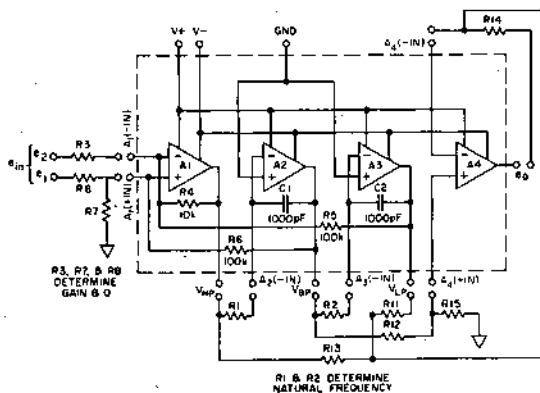 V+ V- GND A4(-IN) R14
A1(-IN)
e2 R3
ein
e1 R8
R7
A1(+IN)
A1 A2 A3 A4 eo
R4
10k
C1
1000pF
C2
1000pF
R5
100k
R6
100k
R3, R7, & R8
DETERMINE
GAIN & Q
VHP A2(-IN) VBP A3(-IN) VLP A4(+IN)
R1 R2 R11 R15
R12
R13
R1 & R2 DETERMINE
NATURAL FREQUENCY